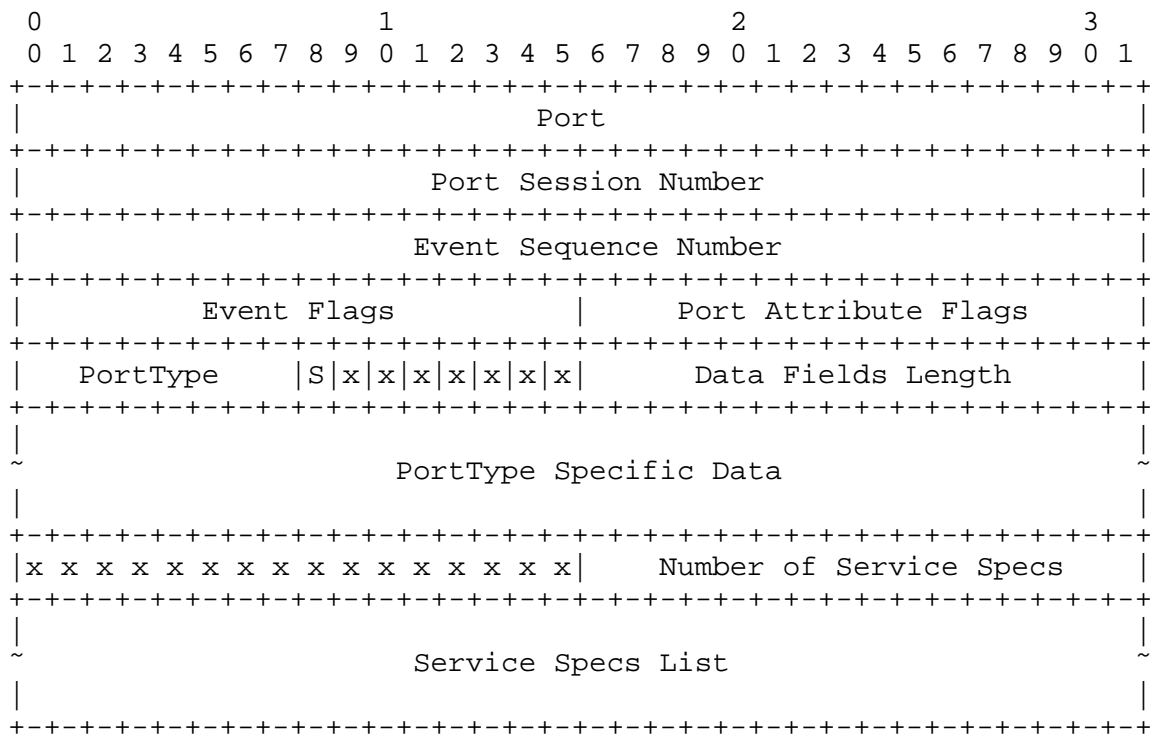 0                   1                   2                   3
 0 1 2 3 4 5 6 7 8 9 0 1 2 3 4 5 6 7 8 9 0 1 2 3 4 5 6 7 8 9 0 1
+-+-+-+-+-+-+-+-+-+-+-+-+-+-+-+-+-+-+-+-+-+-+-+-+-+-+-+-+-+-+-+-+
|                             Port                              |
+-+-+-+-+-+-+-+-+-+-+-+-+-+-+-+-+-+-+-+-+-+-+-+-+-+-+-+-+-+-+-+-+
|                       Port Session Number                     |
+-+-+-+-+-+-+-+-+-+-+-+-+-+-+-+-+-+-+-+-+-+-+-+-+-+-+-+-+-+-+-+-+
|                      Event Sequence Number                    |
+-+-+-+-+-+-+-+-+-+-+-+-+-+-+-+-+-+-+-+-+-+-+-+-+-+-+-+-+-+-+-+-+
|          Event Flags          |     Port Attribute Flags      |
+-+-+-+-+-+-+-+-+-+-+-+-+-+-+-+-+-+-+-+-+-+-+-+-+-+-+-+-+-+-+-+-+
|   PortType    |S|x|x|x|x|x|x|x|      Data Fields Length       |
+-+-+-+-+-+-+-+-+-+-+-+-+-+-+-+-+-+-+-+-+-+-+-+-+-+-+-+-+-+-+-+-+
|                                                               |
~                     PortType Specific Data                    ~
|                                                               |
+-+-+-+-+-+-+-+-+-+-+-+-+-+-+-+-+-+-+-+-+-+-+-+-+-+-+-+-+-+-+-+-+
|x x x x x x x x x x x x x x x x|    Number of Service Specs    |
+-+-+-+-+-+-+-+-+-+-+-+-+-+-+-+-+-+-+-+-+-+-+-+-+-+-+-+-+-+-+-+-+
|                                                               |
~                      Service Specs List                       ~
|                                                               |
+-+-+-+-+-+-+-+-+-+-+-+-+-+-+-+-+-+-+-+-+-+-+-+-+-+-+-+-+-+-+-+-+